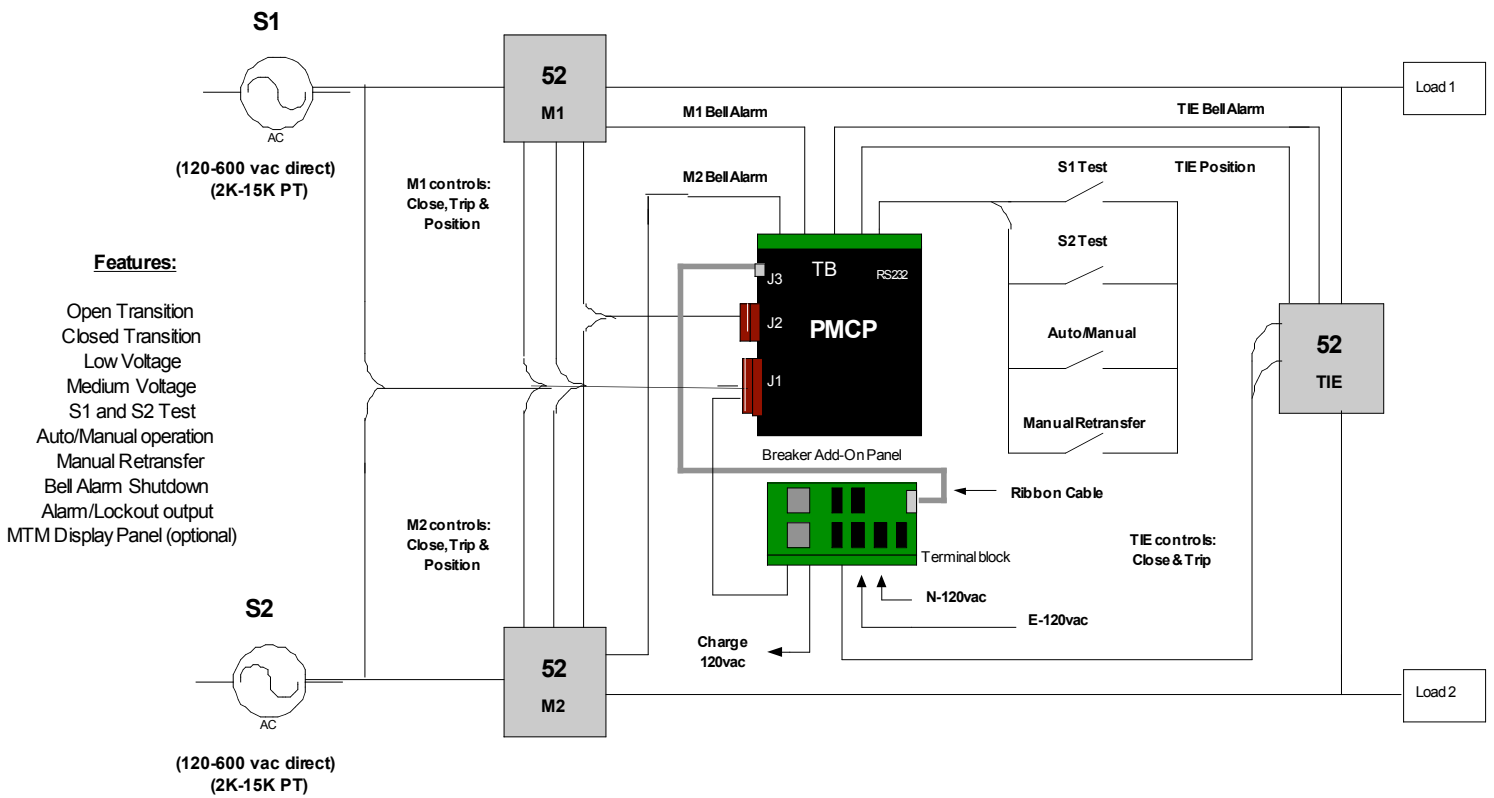 S1
AC
(120-600 vac direct)
(2K-15K PT)
52
M1
M1 Bell Alarm
TIE Bell Alarm
Load 1
M1 controls:
Close, Trip &
Position
M2 Bell Alarm
S1 Test
TIE Position
S2 Test
Features:
Open Transition
Closed Transition
Low Voltage
Medium Voltage
S1 and S2 Test
Auto/Manual operation
Manual Retransfer
Bell Alarm Shutdown
Alarm/Lockout output
MTM Display Panel (optional)
J3
TB
RS232
J2
PMCP
J1
Auto/Manual
Manual Retransfer
52
TIE
Breaker Add-On Panel
Ribbon Cable
Terminal block
M2 controls:
Close, Trip &
Position
TIE controls:
Close & Trip
N-120vac
E-120vac
Charge
120vac
S2
AC
(120-600 vac direct)
(2K-15K PT)
52
M2
Load 2